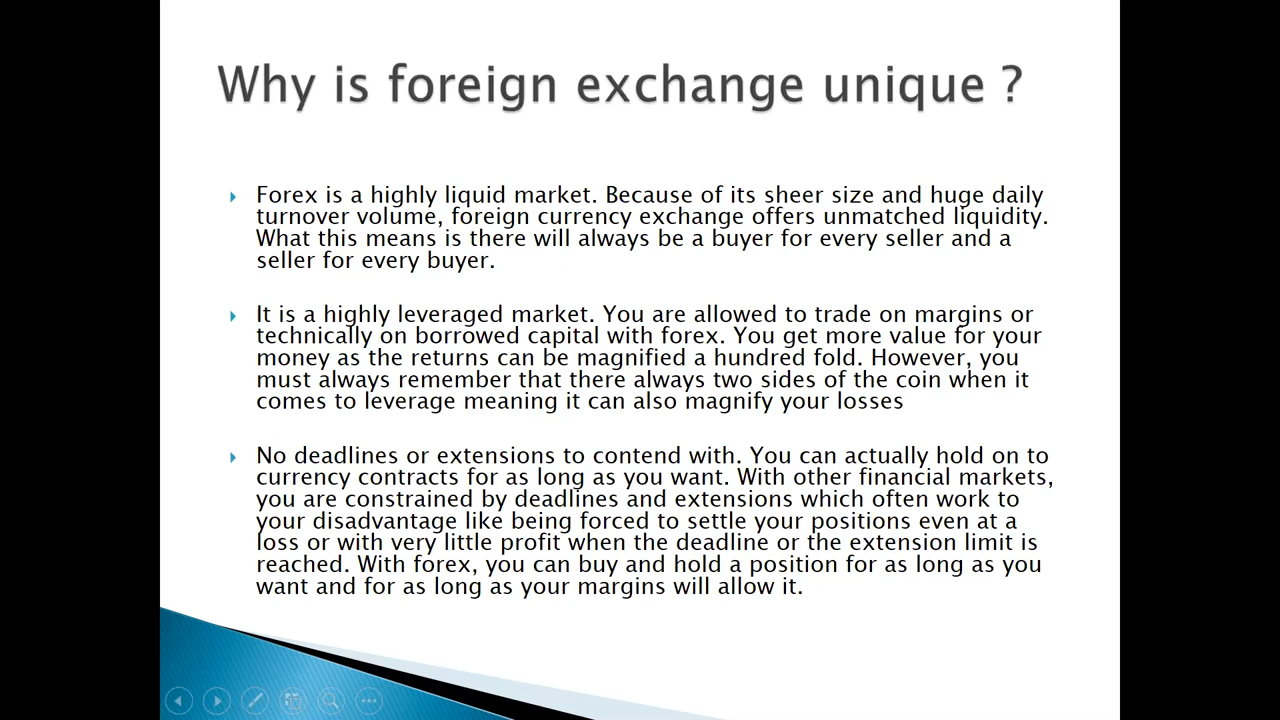 Why is foreign exchange unique ?
Forex is a highly liquid market. Because of its sheer size and huge daily
turnover volume, foreign currency exchange offers unmatched liquidity.
What this means is there will always be a buyer for every seller and a
seller for every buyer.
It is a highly leveraged market. You are allowed to trade on margins or
technically on borrowed capital with forex. You get more value for your
money as the returns can be magnified a hundred fold. However, you
must always remember that there always two sides of the coin when it
comes to leverage meaning it can also magnify your losses
No deadlines or extensions to contend with. You can actually hold on to
currency contracts for as long as you want. With other financial markets,
you are constrained by deadlines and extensions which often work to
your disadvantage like being forced to settle your positions even at a
loss or with very little profit when the deadline or the extension limit is
reached. With forex, you can buy and hold a position for as long as you
want and for as long as your margins will allow it.